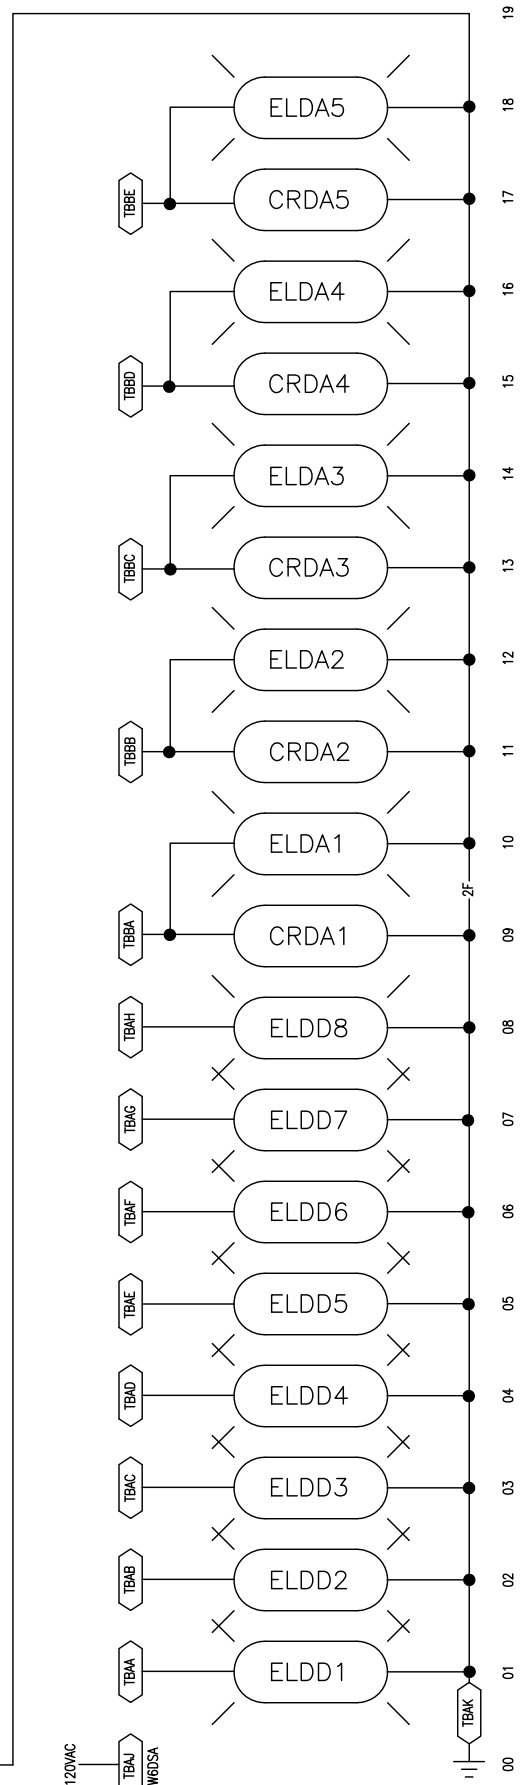 19
ELDA5
18
TBBE
CRDA5
17
ELDA4
16
TBBD
CRDA4
15
ELDA3
14
TBBC
CRDA3
13
ELDA2
12
TBBB
CRDA2
11
ELDA1
10
2F
TBBA
CRDA1
09
TBAH
ELDD8
08
TBAG
ELDD7
07
TBAF
ELDD6
06
TBAE
ELDD5
05
TBAD
ELDD4
04
TBAC
ELDD3
03
TBAB
ELDD2
02
TBAA
ELDD1
01
TBAK
120VAC
TBAJ
W6DSA
00